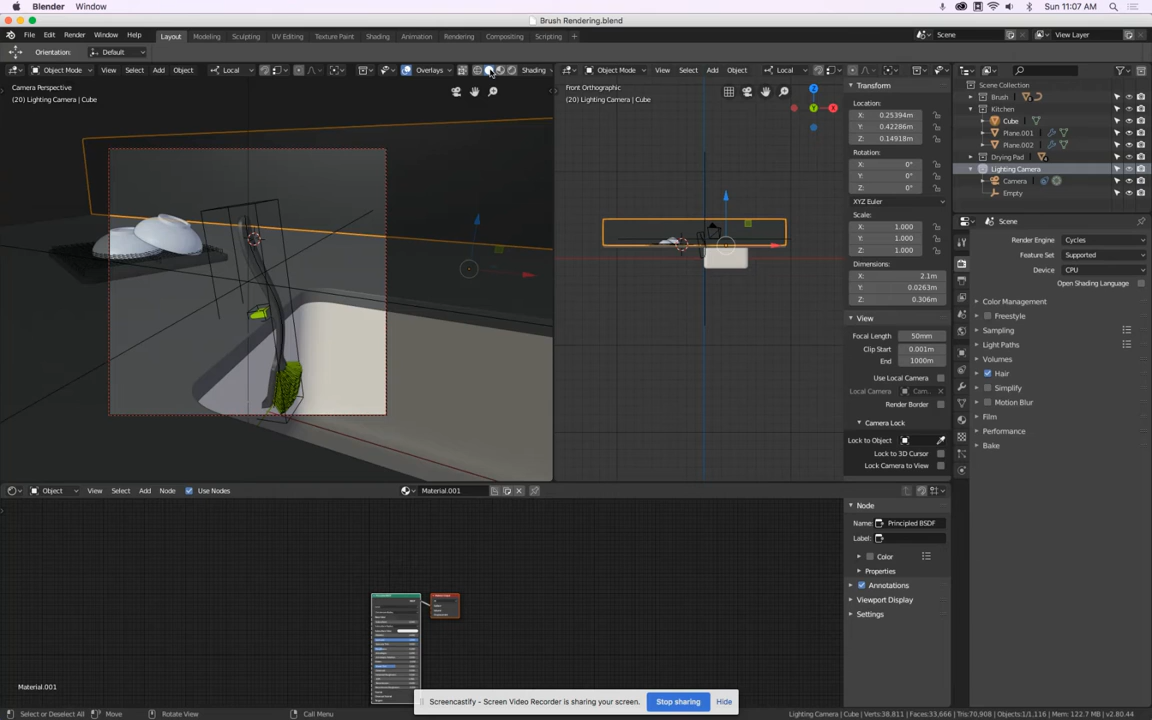 Blender Window
Sun 11:07 AM
Brush Rendering.blend
File Edit Render Window Help Layout Modeling Sculpting UV Editing Texture Paint Shading Animation Rendering Compositing Scripting + Scene View Layer
Orientation: Default
Object Mode View Select Add Object Local Overlays Shading
Object Mode View Select Add Object Local
Camera Perspective
(20) Lighting Camera | Cube
Front Orthographic
(20) Lighting Camera | Cube
Z
Y
X
Transform
Location:
X: 0.25394m
Y: 0.42286m
Z: 0.14918m
Rotation:
X: 0°
Y: 0°
Z: 0°
XYZ Euler
Scale:
X: 1.000
Y: 1.000
Z: 1.000
Dimensions:
X: 2.1m
Y: 0.0263m
Z: 0.306m
View
Focal Length 50mm
Clip Start 0.001m
End 1000m
Use Local Camera
Local Camera Cam...
Render Border
Camera Lock
Lock to Object
Lock to 3D Cursor
Lock Camera to View
Scene Collection
Brush
Kitchen
Cube
Plane.001
Plane.002
Drying Pad
Lighting Camera
Camera
Empty
Scene
Render Engine Cycles
Feature Set Supported
Device CPU
Open Shading Language
Color Management
Freestyle
Sampling
Light Paths
Volumes
Hair
Simplify
Motion Blur
Film
Performance
Bake
Object View Select Add Node Use Nodes Material.001
Node
Name: Principled BSDF
Label:
Color
Properties
Annotations
Viewport Display
Settings
Material.001
Screencastify - Screen Video Recorder is sharing your screen. Stop sharing Hide
Select or Deselect All Move Rotate View Call Menu Lighting Camera | Cube | Verts:38,811 | Faces:33,666 | Tris:70,908 | Objects:1/1,116 | Mem: 122.7 MB | v2.80.44